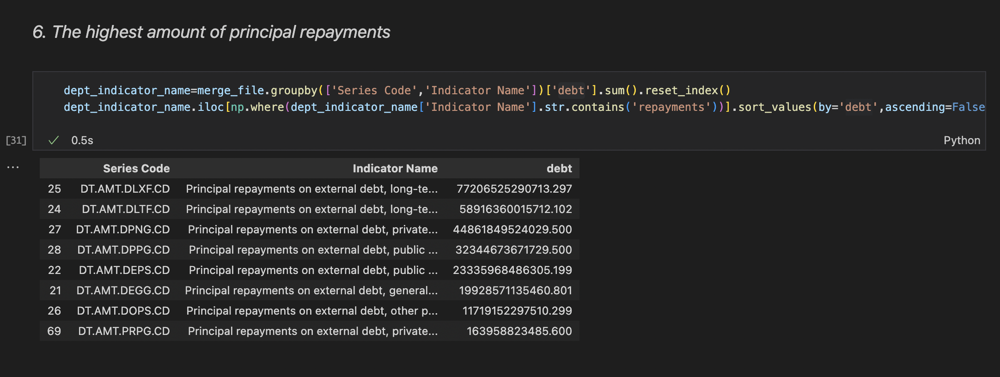 6. The highest amount of principal repayments
dept_indicator_name=merge_file.groupby(['Series Code','Indicator Name'])['debt'].sum().reset_index()
dept_indicator_name.iloc[np.where(dept_indicator_name['Indicator Name'].str.contains('repayments'))].sort_values(by='debt',ascending=False
[31] ✓ 0.5s Python
...
Series Code Indicator Name debt
25 DT.AMT.DLXF.CD Principal repayments on external debt, long-te... 77206525290713.297
24 DT.AMT.DLTF.CD Principal repayments on external debt, long-te... 58916360015712.102
27 DT.AMT.DPNG.CD Principal repayments on external debt, private... 44861849524029.500
28 DT.AMT.DPPG.CD Principal repayments on external debt, public ... 32344673671729.500
22 DT.AMT.DEPS.CD Principal repayments on external debt, public ... 23335968486305.199
21 DT.AMT.DEGG.CD Principal repayments on external debt, general... 19928571135460.801
26 DT.AMT.DOPS.CD Principal repayments on external debt, other p... 11719152297510.299
69 DT.AMT.PRPG.CD Principal repayments on external debt, private... 163958823485.600